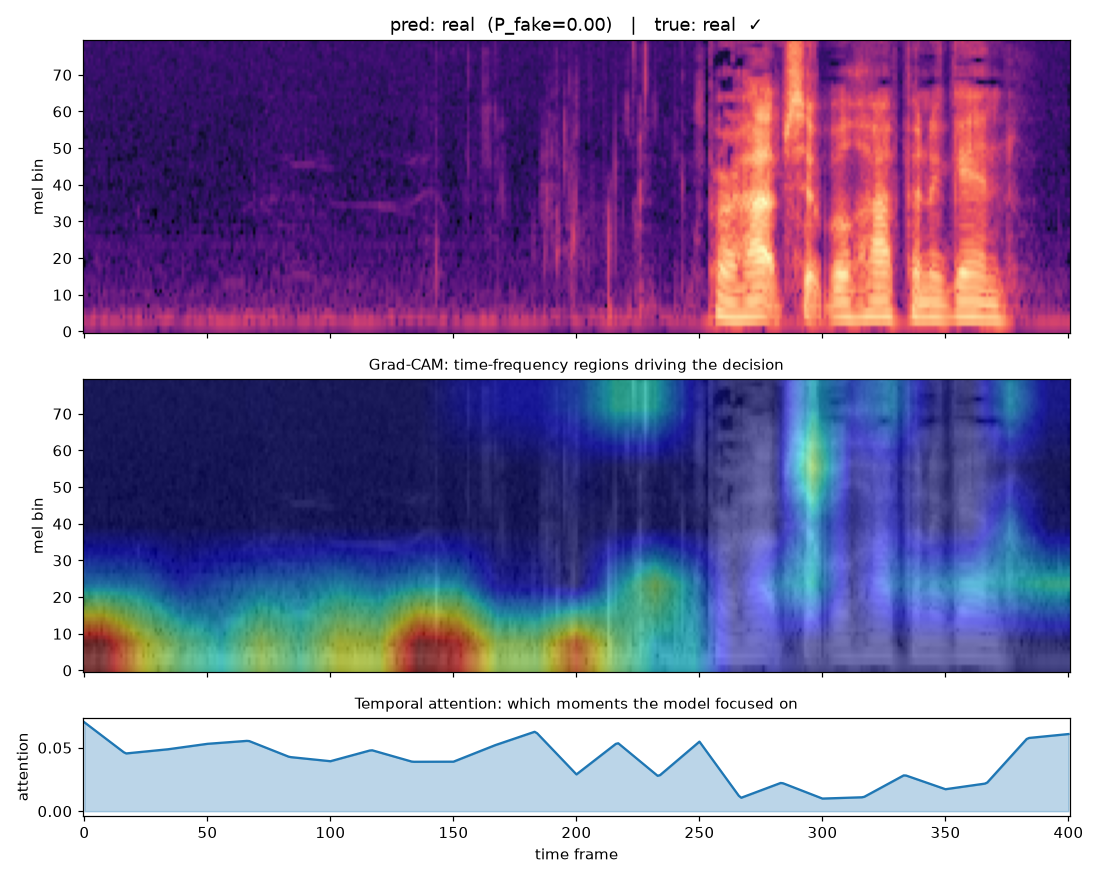 pred: real (P_fake=0.00) | true: real ✓
70
60
50
40
30
20
10
0
mel bin
Grad-CAM: time-frequency regions driving the decision
70
60
50
40
30
20
10
0
mel bin
Temporal attention: which moments the model focused on
0.05
0.00
attention
0 50 100 150 200 250 300 350 400
time frame